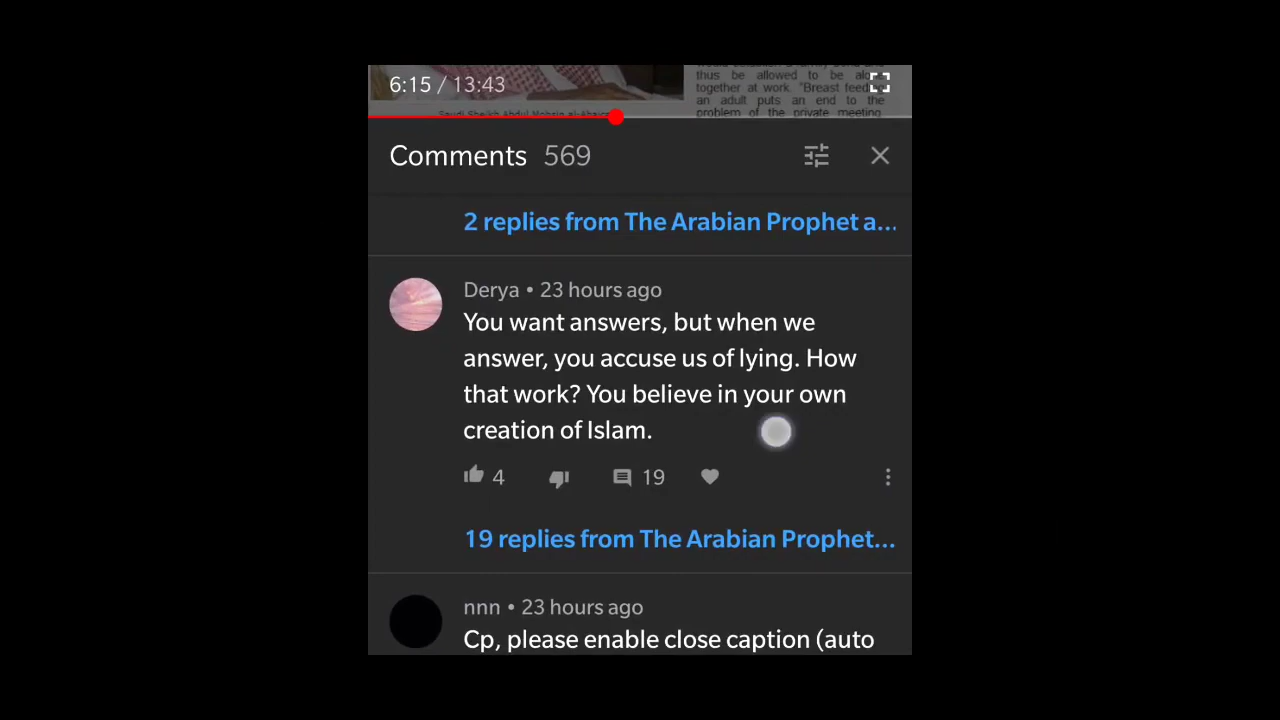 6:15 / 13:43
thus be allowed to be
together at work. "Breast
an adult puts an end to the
problem of the private meeting
Saudi Sheikh Abdul Mohsin
Comments 569
2 replies from The Arabian Prophet a...
Derya • 23 hours ago
You want answers, but when we
answer, you accuse us of lying. How
that work? You believe in your own
creation of Islam.
4 19
19 replies from The Arabian Prophet...
nnn • 23 hours ago
Cp, please enable close caption (auto